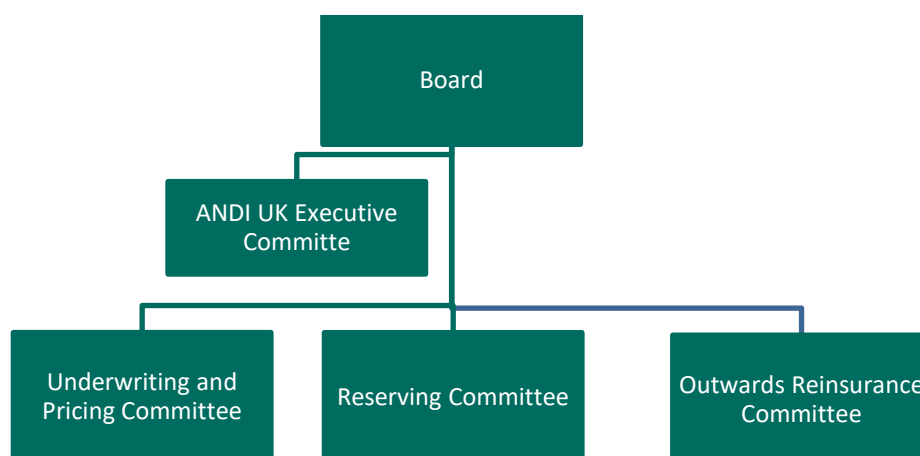 Board
ANDI UK Executive
Committe
Underwriting and
Pricing Committee
Reserving Committee
Outwards Reinsurance
Committee